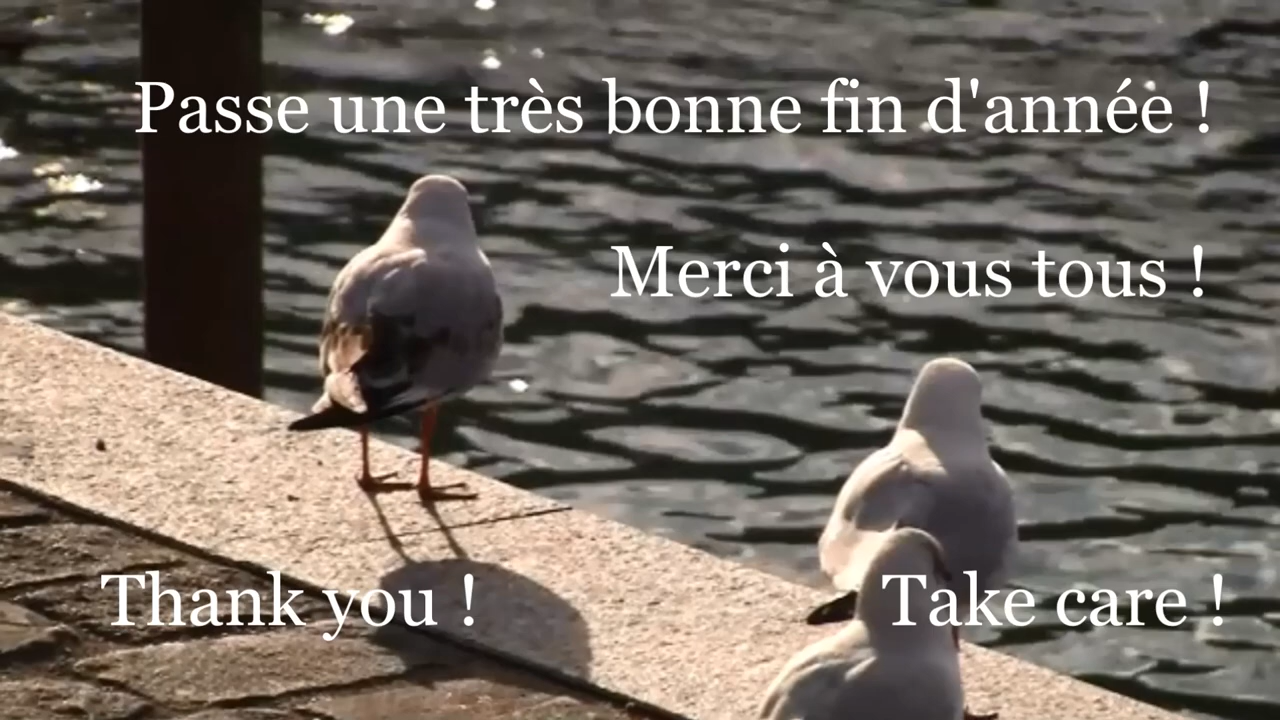 Passe une très bonne fin d'année !
Merci à vous tous !
Thank you !
Take care !